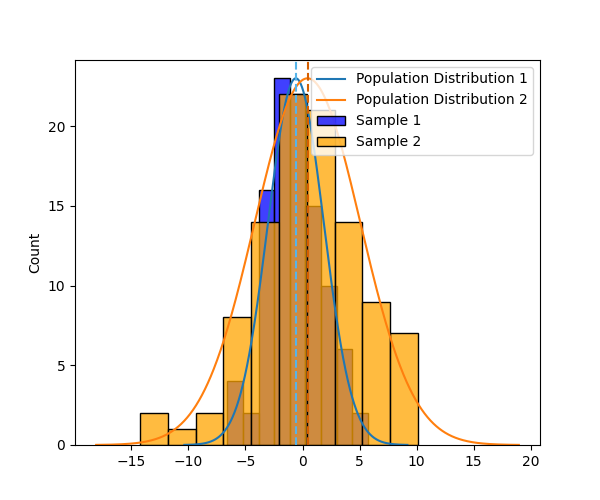 Population Distribution 1
Population Distribution 2
Sample 1
Sample 2
Count
20
15
10
5
0
−15
−10
−5
0
5
10
15
20